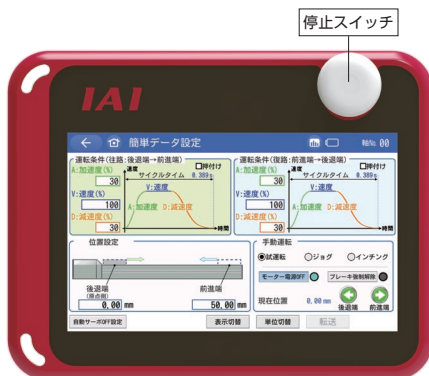 停止スイッチ
IAI
簡単データ設定
軸No. 00
運転条件(往路:後退端→前進端)
A:加速度(%)
30
V:速度(%)
100
D:減速度(%)
30
速度
□押付け
サイクルタイム 0.389s
V:速度
A:加速度 D:減速度
時間
運転条件(復路:前進端→後退端)
A:加速度(%)
30
V:速度(%)
100
D:減速度(%)
30
速度
□押付け
サイクルタイム 0.389s
V:速度
A:加速度 D:減速度
時間
位置設定
後退端
(原点側)
0.00 mm
前進端
50.00 mm
手動運転
試運転 ジョグ インチング
モーター電源OFF ブレーキ強制解除
現在位置 0.00 mm
後退端 前進端
自動サーボOFF設定 表示切替 単位切替 転送